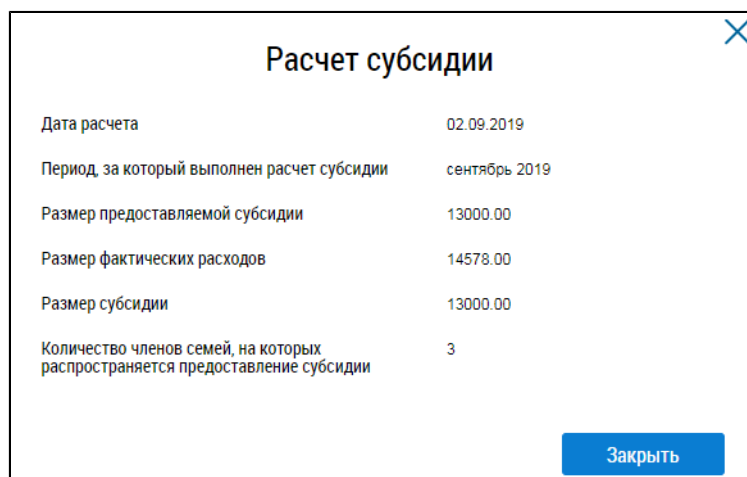 Расчет субсидии
Дата расчета 02.09.2019
Период, за который выполнен расчет субсидии сентябрь 2019
Размер предоставляемой субсидии 13000.00
Размер фактических расходов 14578.00
Размер субсидии 13000.00
Количество членов семей, на которых 3
распространяется предоставление субсидии
Закрыть